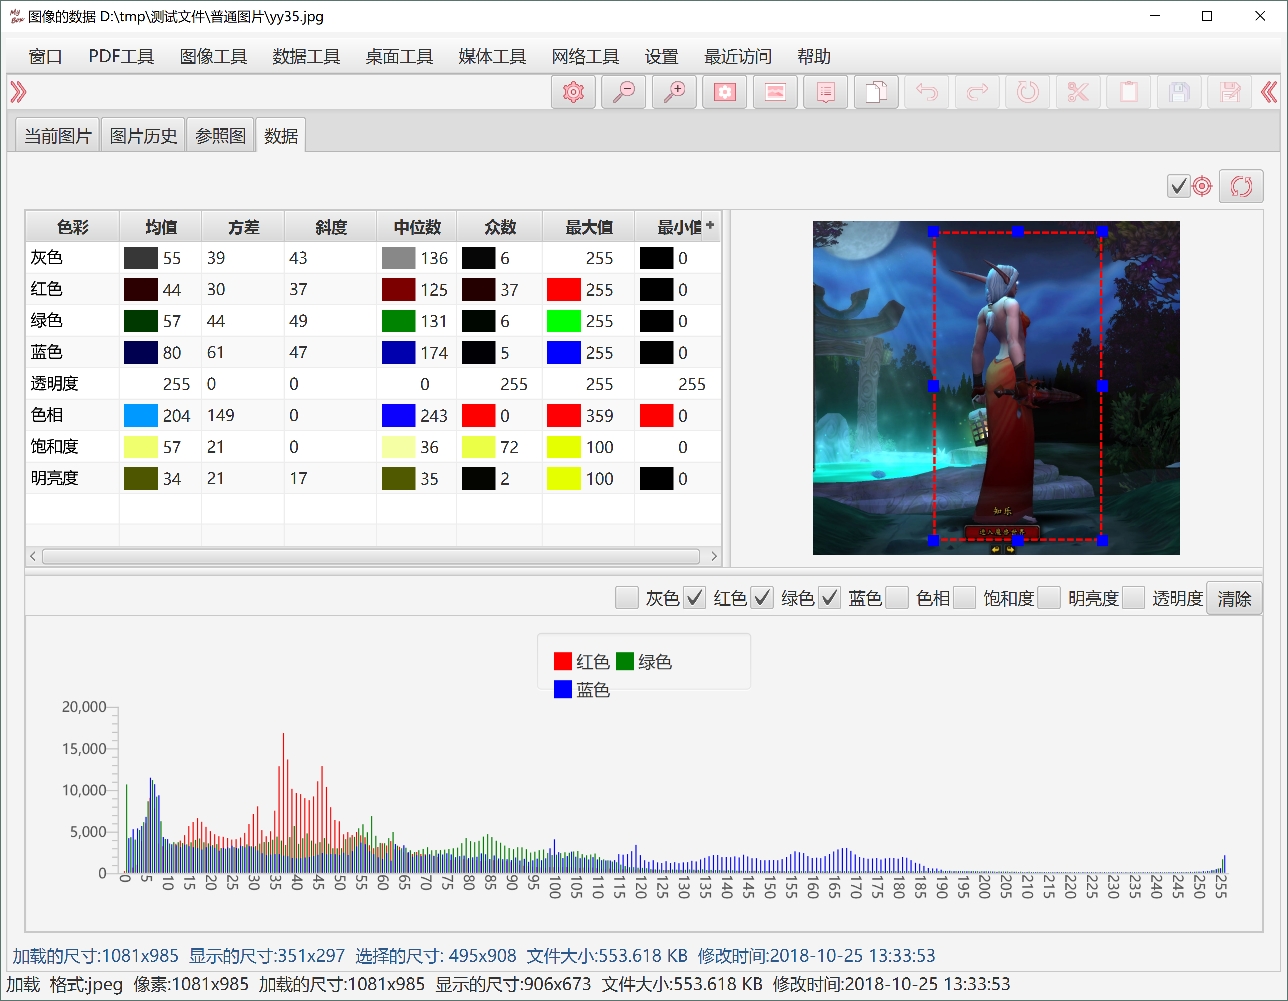 图像的数据 D:\tmp\测试文件\普通图片\yy35.jpg
窗口 PDF工具 图像工具 数据工具 桌面工具 媒体工具 网络工具 设置 最近访问 帮助
当前图片 图片历史 参照图 数据
色彩 均值 方差 斜度 中位数 众数 最大值 最小值 +
灰色 55 39 43 136 6 255 0
红色 44 30 37 125 37 255 0
绿色 57 44 49 131 6 255 0
蓝色 80 61 47 174 5 255 0
透明度 255 0 0 0 255 255 255
色相 204 149 0 243 0 359 0
饱和度 57 21 0 36 72 100 0
明亮度 34 21 17 35 2 100 0
知乐
进入魔兽世界
灰色 红色 绿色 蓝色 色相 饱和度 明亮度 透明度 清除
红色 绿色
蓝色
20,000
15,000
10,000
5,000
0
0 5 10 15 20 25 30 35 40 45 50 55 60 65 70 75 80 85 90 95 100 105 110 115 120 125 130 135 140 145 150 155 160 165 170 175 180 185 190 195 200 205 210 215 220 225 230 235 240 245 250 255
加载的尺寸:1081x985 显示的尺寸:351x297 选择的尺寸: 495x908 文件大小:553.618 KB 修改时间:2018-10-25 13:33:53
加载 格式:jpeg 像素:1081x985 加载的尺寸:1081x985 显示的尺寸:906x673 文件大小:553.618 KB 修改时间:2018-10-25 13:33:53